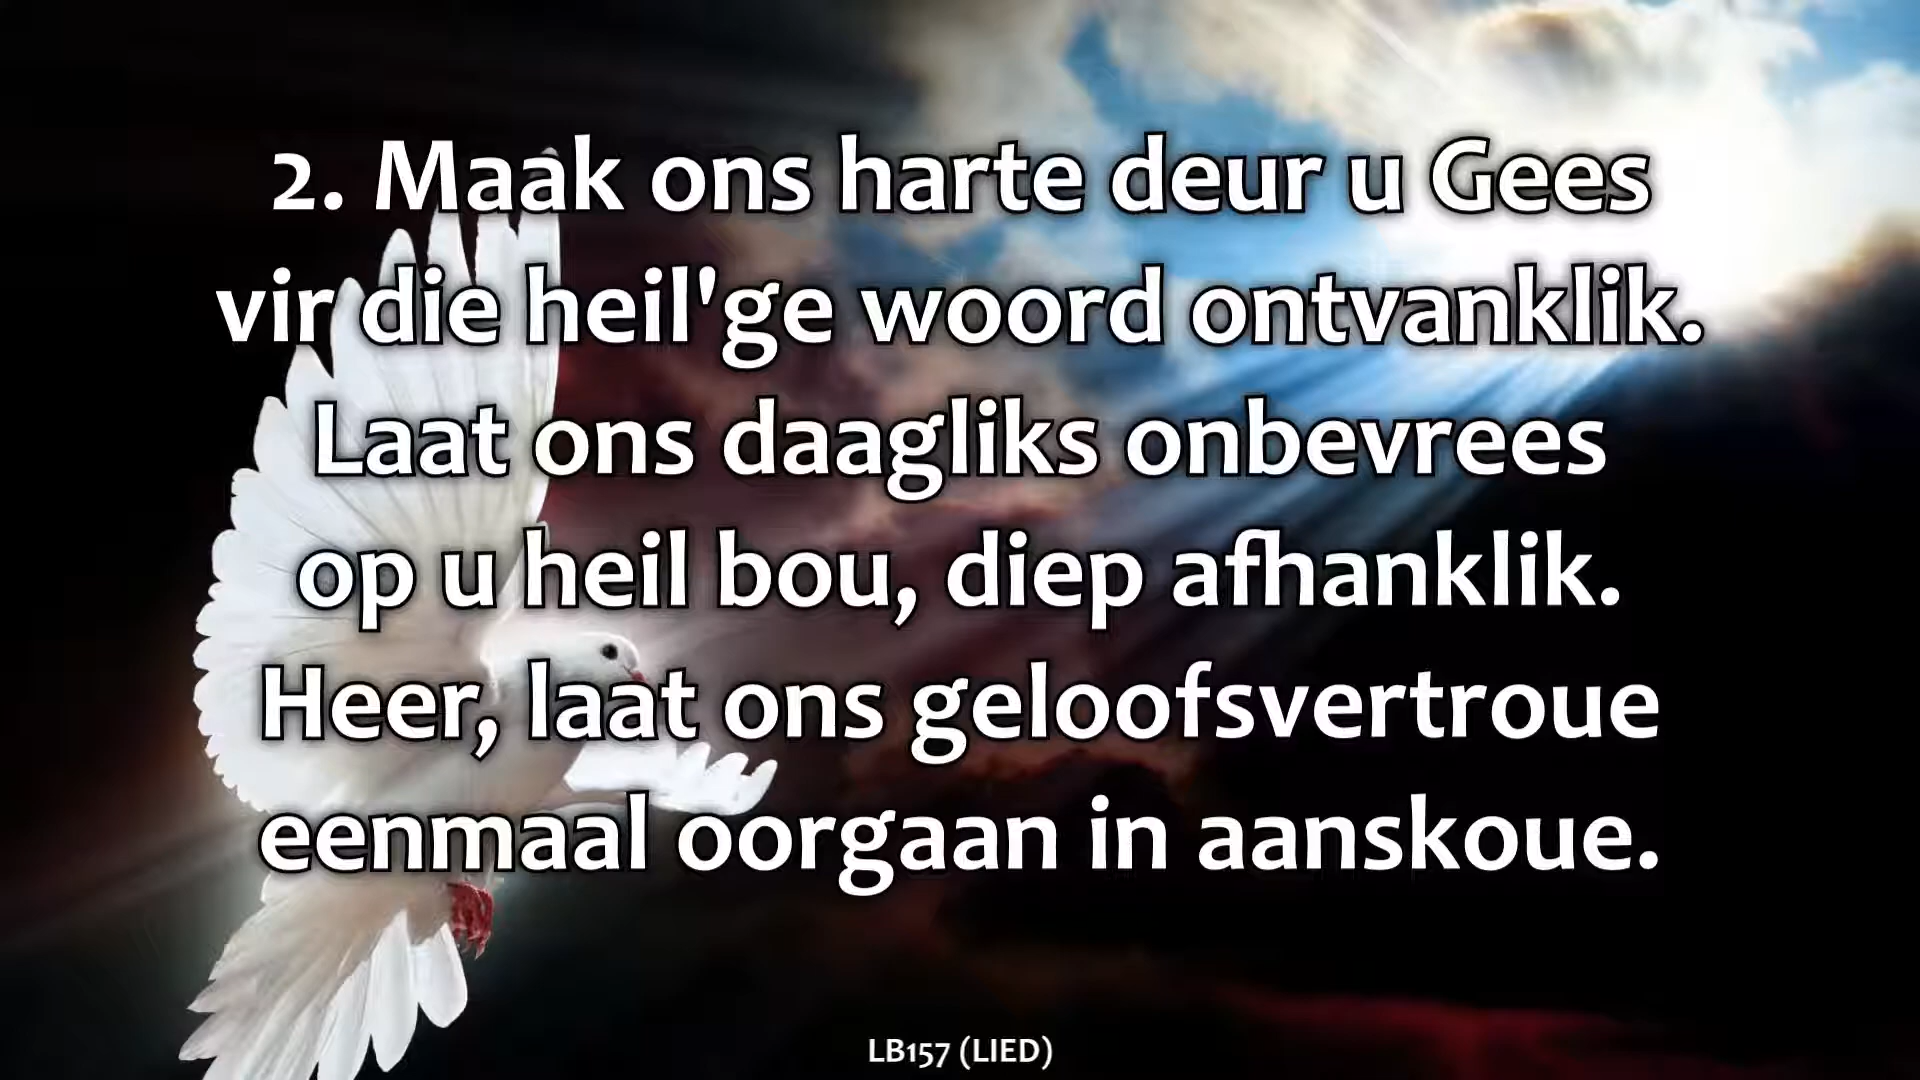 2. Maak ons harte deur u Gees
vir die heil'ge woord ontvanklik.
Laat ons daagliks onbevrees
op u heil bou, diep afhanklik.
Heer, laat ons geloofsvertroue
eenmaal oorgaan in aanskoue.
LB157 (LIED)